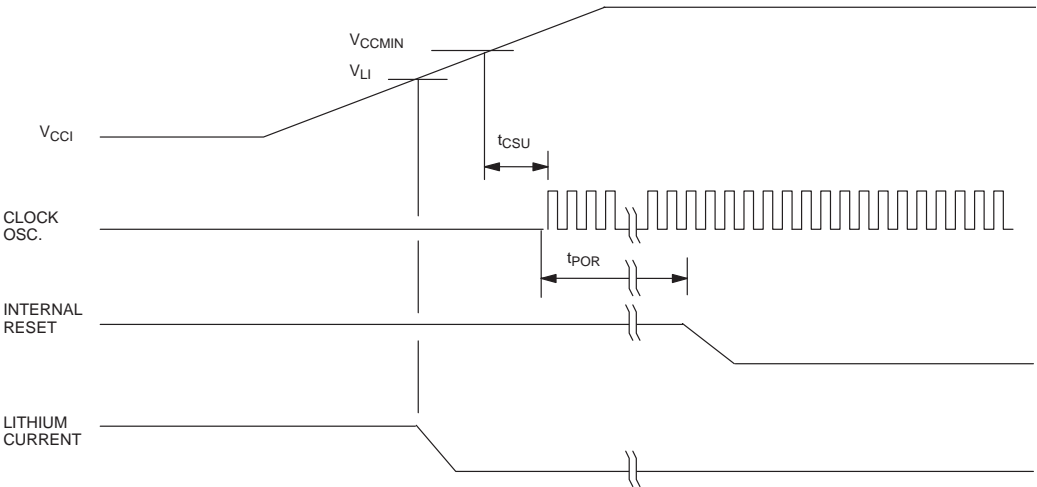 VCCMIN
VLI
VCCI
tCSU
CLOCK
OSC.
tPOR
INTERNAL
RESET
LITHIUM
CURRENT